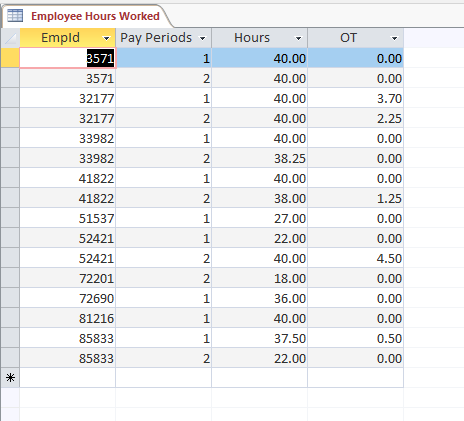 Employee Hours Worked
EmpId Pay Periods Hours OT
3571 1 40.00 0.00
3571 2 40.00 0.00
32177 1 40.00 3.70
32177 2 40.00 2.25
33982 1 40.00 0.00
33982 2 38.25 0.00
41822 1 40.00 0.00
41822 2 38.00 1.25
51537 1 27.00 0.00
52421 1 22.00 0.00
52421 2 40.00 4.50
72201 2 18.00 0.00
72690 1 36.00 0.00
81216 1 40.00 0.00
85833 1 37.50 0.50
85833 2 22.00 0.00